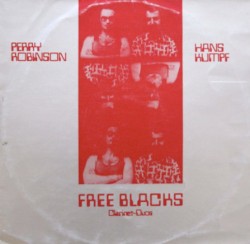 PERRY
ROBINSON
HANS
KUMPF
FREE BLACKS
Clarinet-Duos